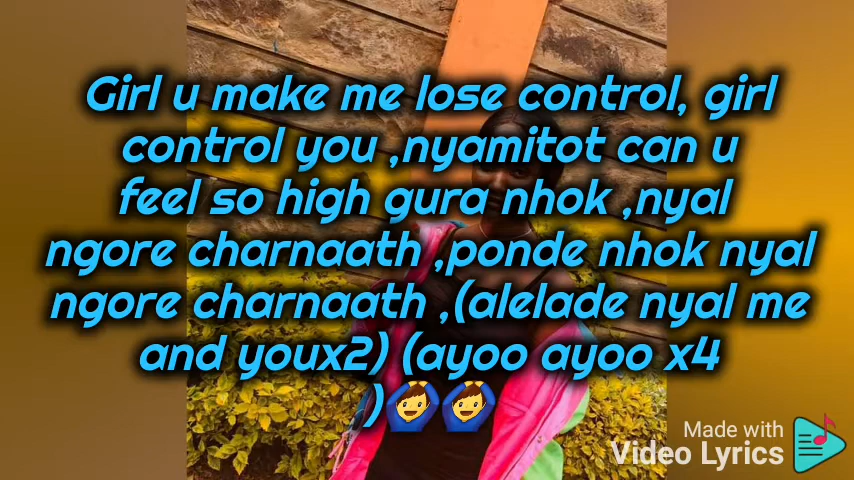 Girl u make me lose control, girl
control you ,nyamitot can u
feel so high gura nhok ,nyal
ngore charnaath ,ponde nhok nyal
ngore charnaath ,(alelade nyal me
and youx2) (ayoo ayoo x4
)🙆🙆
Made with
Video Lyrics